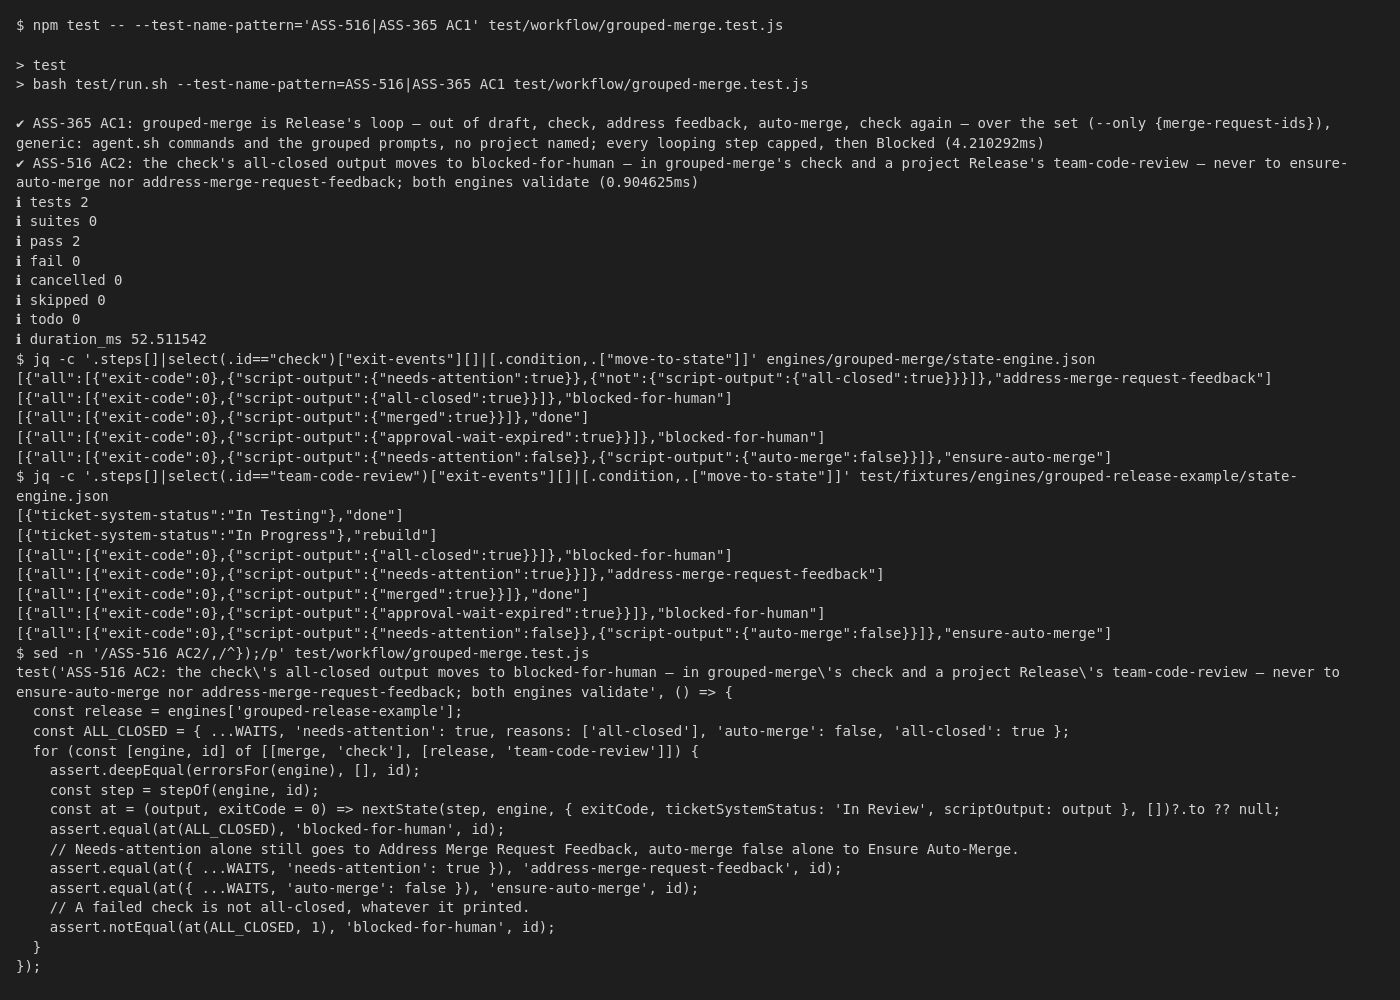 $ npm test -- --test-name-pattern='ASS-516|ASS-365 AC1' test/workflow/grouped-merge.test.js

> test
> bash test/run.sh --test-name-pattern=ASS-516|ASS-365 AC1 test/workflow/grouped-merge.test.js

✔ ASS-365 AC1: grouped-merge is Release's loop — out of draft, check, address feedback, auto-merge, check again — over the set (--only {merge-request-ids}),
generic: agent.sh commands and the grouped prompts, no project named; every looping step capped, then Blocked (4.210292ms)
✔ ASS-516 AC2: the check's all-closed output moves to blocked-for-human — in grouped-merge's check and a project Release's team-code-review — never to ensure-
auto-merge nor address-merge-request-feedback; both engines validate (0.904625ms)
ℹ tests 2
ℹ suites 0
ℹ pass 2
ℹ fail 0
ℹ cancelled 0
ℹ skipped 0
ℹ todo 0
ℹ duration_ms 52.511542
$ jq -c '.steps[]|select(.id=="check")["exit-events"][]|[.condition,.["move-to-state"]]' engines/grouped-merge/state-engine.json
[{"all":[{"exit-code":0},{"script-output":{"needs-attention":true}},{"not":{"script-output":{"all-closed":true}}}]},"address-merge-request-feedback"]
[{"all":[{"exit-code":0},{"script-output":{"all-closed":true}}]},"blocked-for-human"]
[{"all":[{"exit-code":0},{"script-output":{"merged":true}}]},"done"]
[{"all":[{"exit-code":0},{"script-output":{"approval-wait-expired":true}}]},"blocked-for-human"]
[{"all":[{"exit-code":0},{"script-output":{"needs-attention":false}},{"script-output":{"auto-merge":false}}]},"ensure-auto-merge"]
$ jq -c '.steps[]|select(.id=="team-code-review")["exit-events"][]|[.condition,.["move-to-state"]]' test/fixtures/engines/grouped-release-example/state-
engine.json
[{"ticket-system-status":"In Testing"},"done"]
[{"ticket-system-status":"In Progress"},"rebuild"]
[{"all":[{"exit-code":0},{"script-output":{"all-closed":true}}]},"blocked-for-human"]
[{"all":[{"exit-code":0},{"script-output":{"needs-attention":true}}]},"address-merge-request-feedback"]
[{"all":[{"exit-code":0},{"script-output":{"merged":true}}]},"done"]
[{"all":[{"exit-code":0},{"script-output":{"approval-wait-expired":true}}]},"blocked-for-human"]
[{"all":[{"exit-code":0},{"script-output":{"needs-attention":false}},{"script-output":{"auto-merge":false}}]},"ensure-auto-merge"]
$ sed -n '/ASS-516 AC2/,/^});/p' test/workflow/grouped-merge.test.js
test('ASS-516 AC2: the check\'s all-closed output moves to blocked-for-human — in grouped-merge\'s check and a project Release\'s team-code-review — never to
ensure-auto-merge nor address-merge-request-feedback; both engines validate', () => {
  const release = engines['grouped-release-example'];
  const ALL_CLOSED = { ...WAITS, 'needs-attention': true, reasons: ['all-closed'], 'auto-merge': false, 'all-closed': true };
  for (const [engine, id] of [[merge, 'check'], [release, 'team-code-review']]) {
    assert.deepEqual(errorsFor(engine), [], id);
    const step = stepOf(engine, id);
    const at = (output, exitCode = 0) => nextState(step, engine, { exitCode, ticketSystemStatus: 'In Review', scriptOutput: output }, [])?.to ?? null;
    assert.equal(at(ALL_CLOSED), 'blocked-for-human', id);
    // Needs-attention alone still goes to Address Merge Request Feedback, auto-merge false alone to Ensure Auto-Merge.
    assert.equal(at({ ...WAITS, 'needs-attention': true }), 'address-merge-request-feedback', id);
    assert.equal(at({ ...WAITS, 'auto-merge': false }), 'ensure-auto-merge', id);
    // A failed check is not all-closed, whatever it printed.
    assert.notEqual(at(ALL_CLOSED, 1), 'blocked-for-human', id);
  }
});